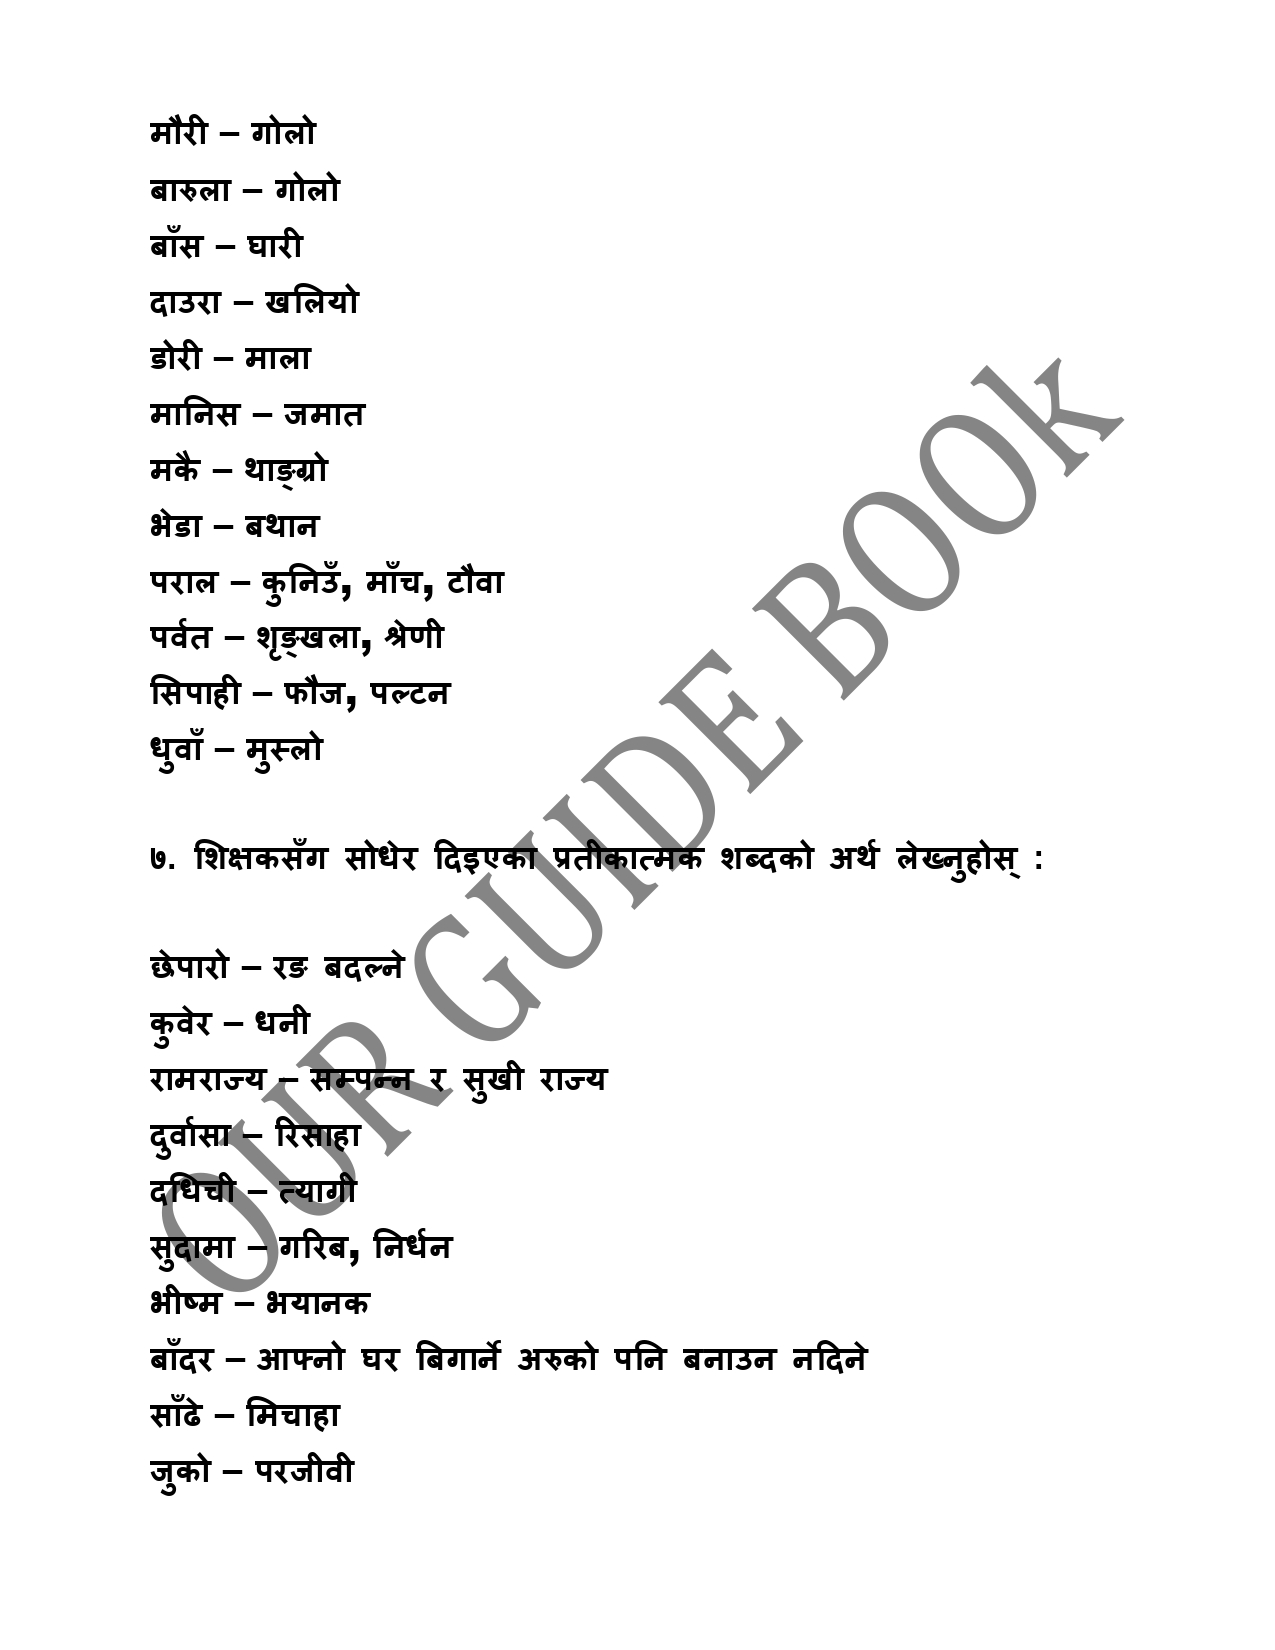 मौरी – गोलो
बारुला – गोलो
बाँस – घारी
दाउरा – खलियो
डोरी – माला
मानिस – जमात
मकै – थाङ्ग्रो
भेडा – बथान
पराल – कुनिउँ, माँच, टौवा
पर्वत – शृङ्खला, श्रेणी
सिपाही – फौज, पल्टन
धुवाँ – मुस्लो
७. शिक्षकसँग सोधेर दिइएका प्रतीकात्मक शब्दको अर्थ लेख्नुहोस् :
छेपारो – रङ बदल्ने
कुवेर – धनी
रामराज्य – सम्पन्न र सुखी राज्य
दुर्वासा – रिसाहा
दधिची – त्यागी
सुदामा – गरिब, निर्धन
भीष्म – भयानक
बाँदर – आफ्नो घर बिगार्ने अरुको पनि बनाउन नदिने
साँढे – मिचाहा
जुको – परजीवी
OUR GUIDE BOOk